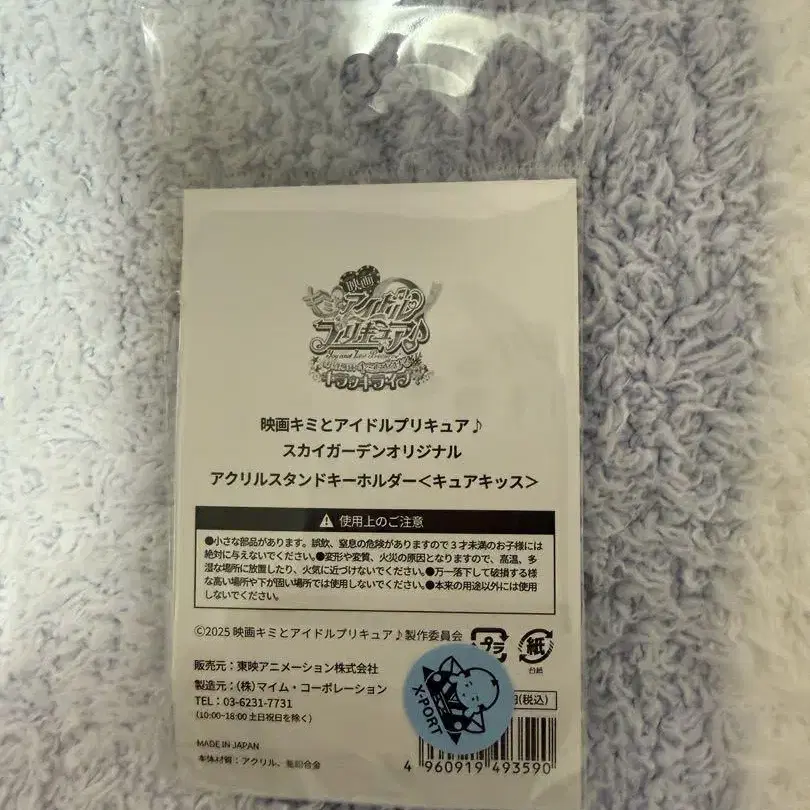 映画
アイドル
プリキュア♪
You and Idol
キラッキライブ
映画キミとアイドルプリキュア♪
スカイガーデンオリジナル
アクリルスタンドキーホルダー＜キュアキッス＞
使用上のご注意
●小さな部品があります。誤飲、窒息の危険がありますので３才未満のお子様には
絶対に与えないでください。●変形や変質、火災の原因となりますので、高温、多
湿な場所に放置したり、火気に近づけないでください。●万一落下して破損する様
な高い場所や下が固い場所では使用しないでください。●本来の用途以外には使用
しないでください。
©2025 映画キミとアイドルプリキュア♪製作委員会
プラ
紙
台紙
販売元：東映アニメーション株式会社
製造元：(株)マイム・コーポレーション
TEL：03-6231-7731
(10:00~18:00 土日祝日を除く)
円(税込)
X-PORT
MADE IN JAPAN
本体材質：アクリル、亜鉛合金
4 960919 493590